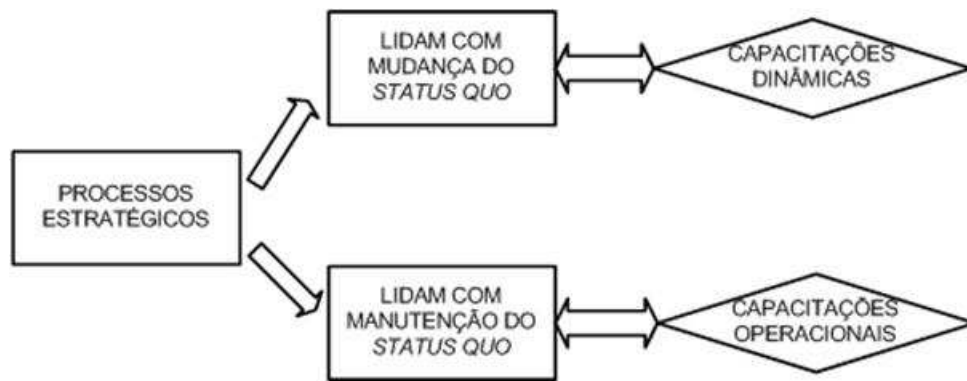 LIDAM COM
MUDANÇA DO
STATUS QUO
CAPACITAÇÕES
DINÂMICAS
PROCESSOS
ESTRATÉGICOS
LIDAM COM
MANUTENÇÃO DO
STATUS QUO
CAPACITAÇÕES
OPERACIONAIS